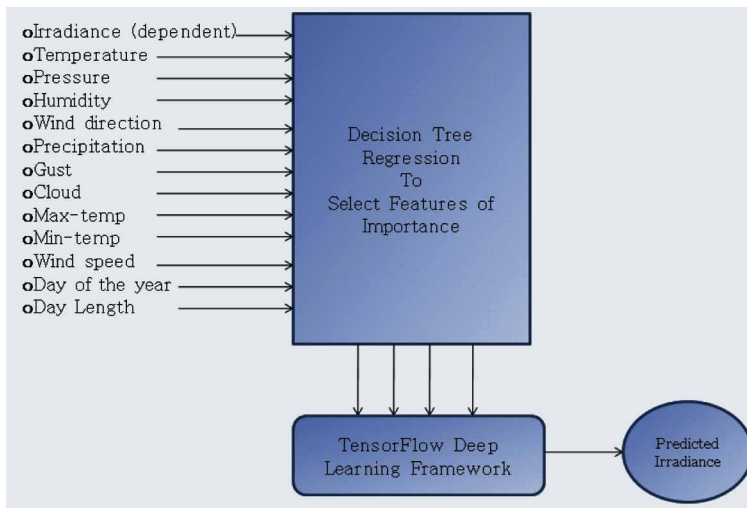 oIrradiance (dependent)
oTemperature
oPressure
oHumidity
oWind direction
oPrecipitation
oGust
oCloud
oMax-temp
oMin-temp
oWind speed
oDay of the year
oDay Length
Decision Tree
Regression
To
Select Features of
Importance
TensorFlow Deep
Learning Framework
Predicted
Irradiance